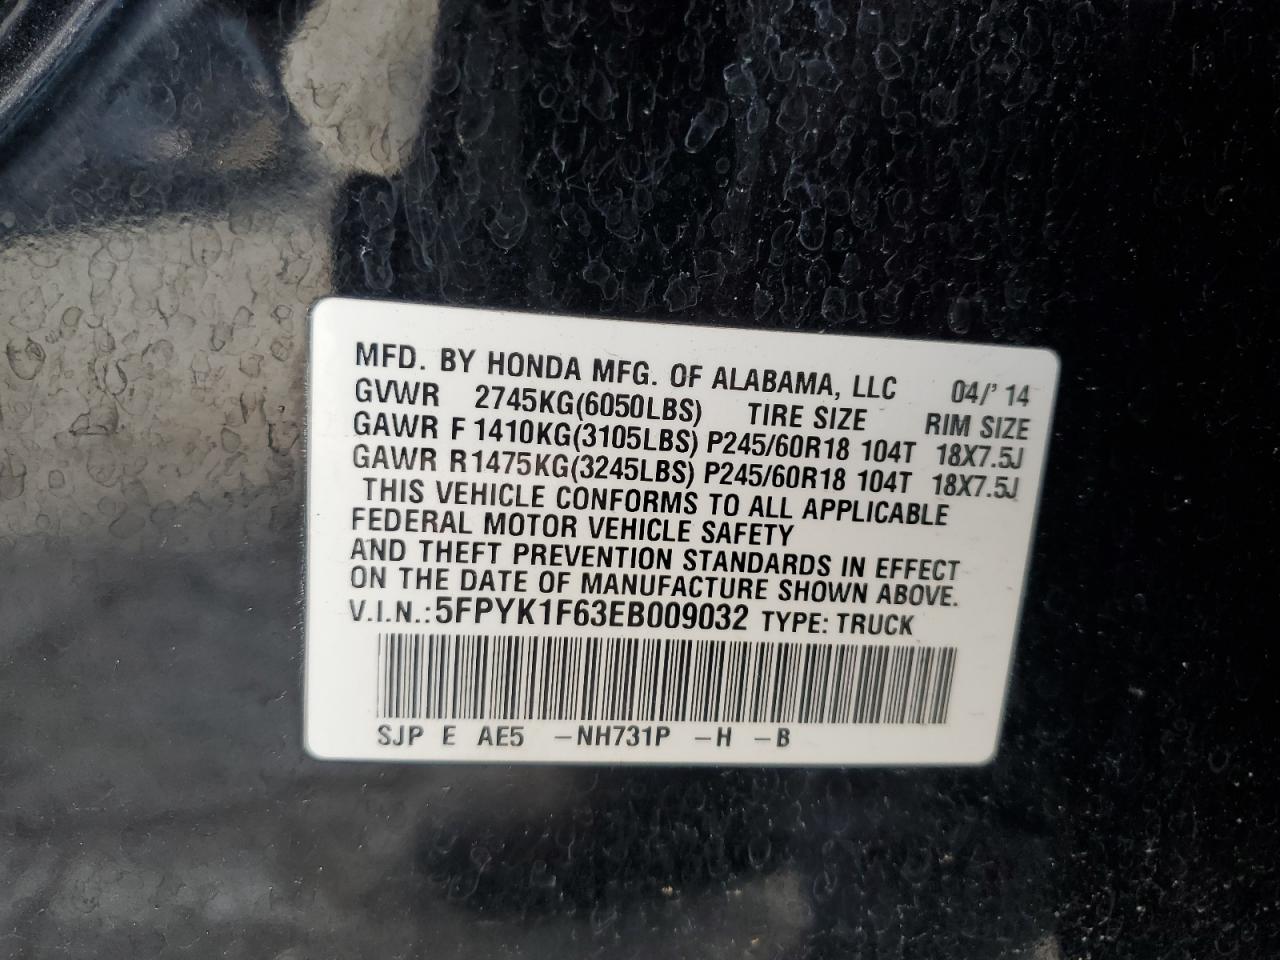 MFD. BY HONDA MFG. OF ALABAMA, LLC 04/'14
GVWR 2745KG(6050LBS) TIRE SIZE RIM SIZE
GAWR F 1410KG(3105LBS) P245/60R18 104T 18X7.5J
GAWR R1475KG(3245LBS) P245/60R18 104T 18X7.5J
THIS VEHICLE CONFORMS TO ALL APPLICABLE
FEDERAL MOTOR VEHICLE SAFETY
AND THEFT PREVENTION STANDARDS IN EFFECT
ON THE DATE OF MANUFACTURE SHOWN ABOVE.
V.I.N.: 5FPYK1F63EB009032 TYPE: TRUCK
SJP E AE5 -NH731P -H -B